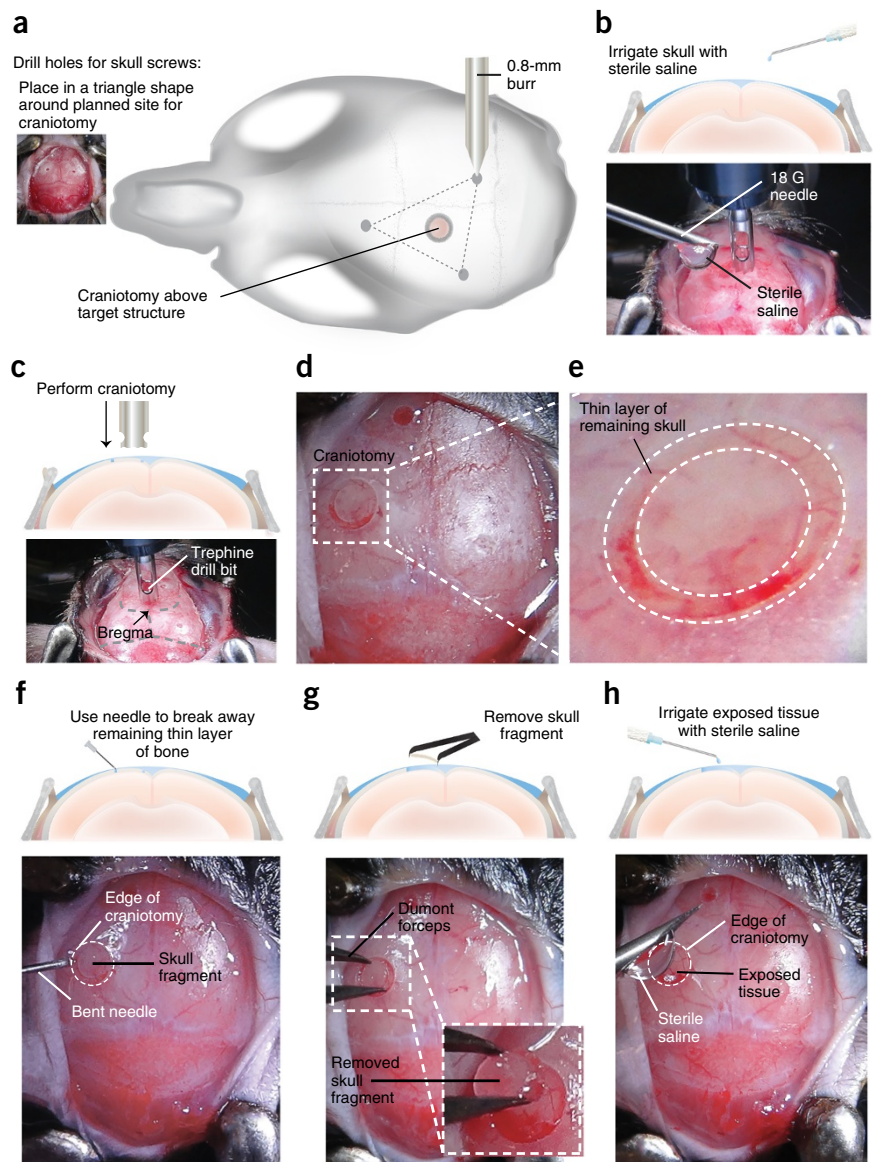 a
Drill holes for skull screws:
Place in a triangle shape
around planned site for
craniotomy
0.8-mm
burr
Craniotomy above
target structure
b
Irrigate skull with
sterile saline
18 G
needle
Sterile
saline
c
Perform craniotomy
Trephine
drill bit
Bregma
d
Craniotomy
e
Thin layer of
remaining skull
f
Use needle to break away
remaining thin layer
of bone
Edge of
craniotomy
Skull
fragment
Bent needle
g
Remove skull
fragment
Dumont
forceps
Removed
skull
fragment
h
Irrigate exposed tissue
with sterile saline
Edge of
craniotomy
Exposed
tissue
Sterile
saline